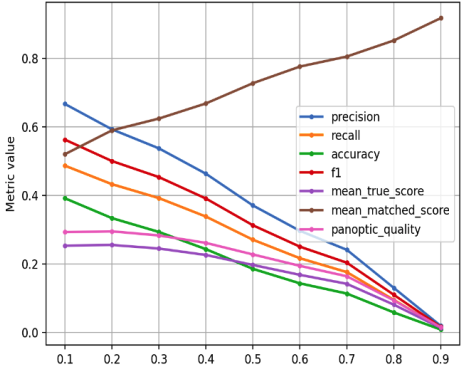 Metric value
0.8
0.6
0.4
0.2
0.0
0.1 0.2 0.3 0.4 0.5 0.6 0.7 0.8 0.9
precision
recall
accuracy
f1
mean_true_score
mean_matched_score
panoptic_quality